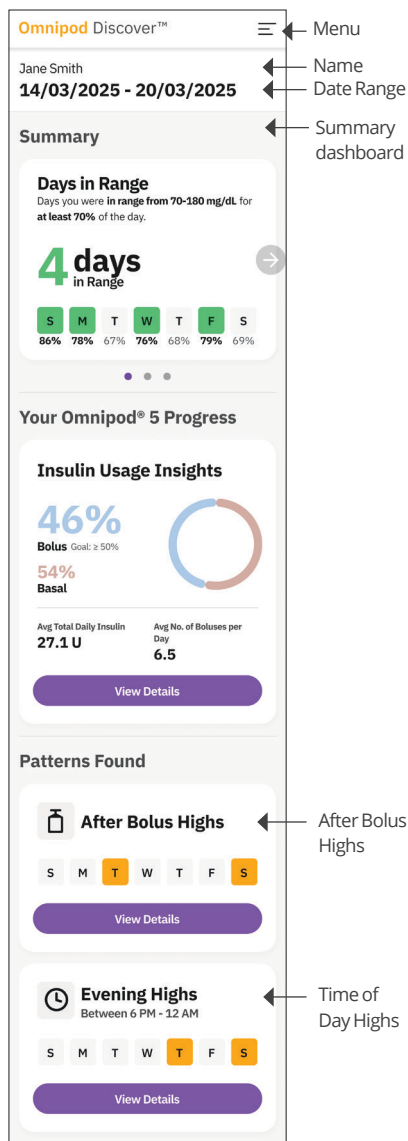 Omnipod Discover™
Menu
Jane Smith
Name
14/03/2025 - 20/03/2025
Date Range
Summary
Summary
dashboard
Days in Range
Days you were in range from 70-180 mg/dL for
at least 70% of the day.
4 days
in Range
S M T W T F S
86% 78% 67% 76% 68% 79% 69%
Your Omnipod® 5 Progress
Insulin Usage Insights
46%
Bolus Goal: ≥ 50%
54%
Basal
Avg Total Daily Insulin
27.1 U
Avg No. of Boluses per
Day
6.5
View Details
Patterns Found
After Bolus Highs
After Bolus
Highs
S M T W T F S
View Details
Evening Highs
Between 6 PM - 12 AM
Time of
Day Highs
S M T W T F S
View Details